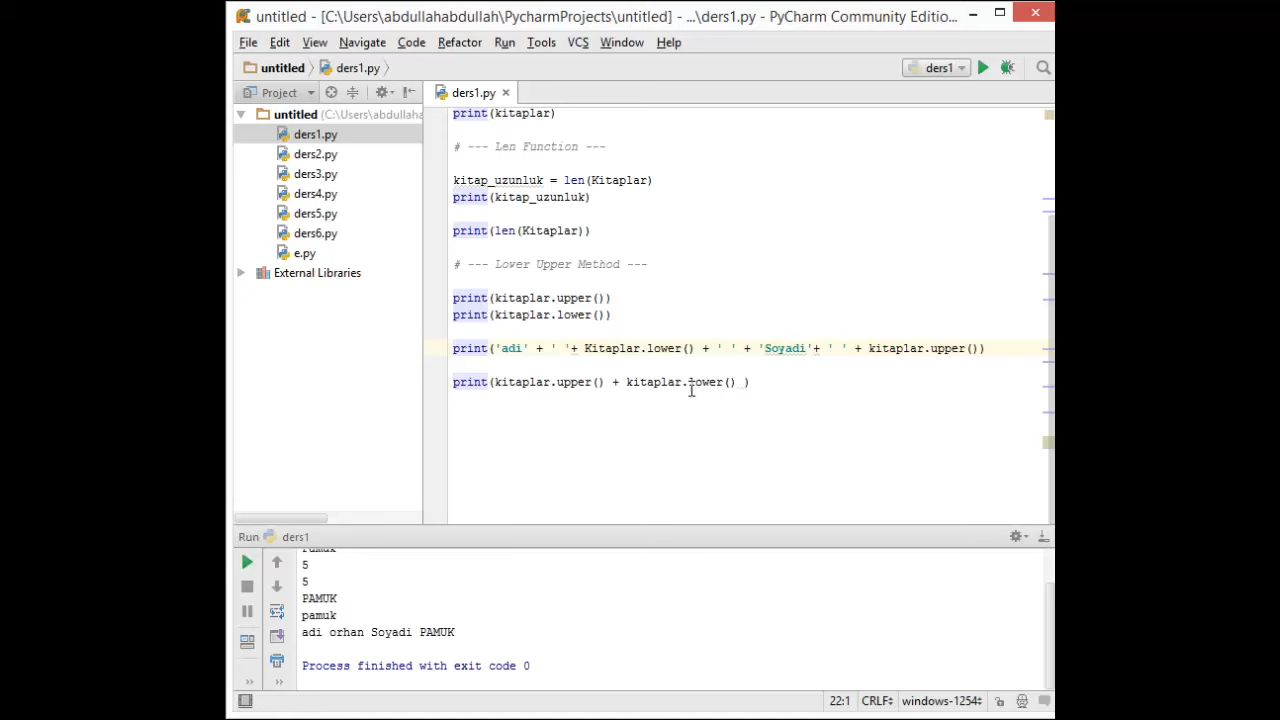 untitled - [C:\Users\abdullahabdullah\PycharmProjects\untitled] - ...\ders1.py - PyCharm Community Editio...
File Edit View Navigate Code Refactor Run Tools VCS Window Help
untitled ders1.py ders1
Project ders1.py
untitled (C:\Users\abdullaha
ders1.py
ders2.py
ders3.py
ders4.py
ders5.py
ders6.py
e.py
External Libraries
print(kitaplar)
# --- Len Function ---
kitap_uzunluk = len(Kitaplar)
print(kitap_uzunluk)
print(len(Kitaplar))
# --- Lower Upper Method ---
print(kitaplar.upper())
print(kitaplar.lower())
print('adi' + ' '+ Kitaplar.lower() + ' ' + 'Soyadi'+ ' ' + kitaplar.upper())
print(kitaplar.upper() + kitaplar.lower() )
Run ders1
5
5
PAMUK
pamuk
adi orhan Soyadi PAMUK
Process finished with exit code 0
22:1 CRLF windows-1254